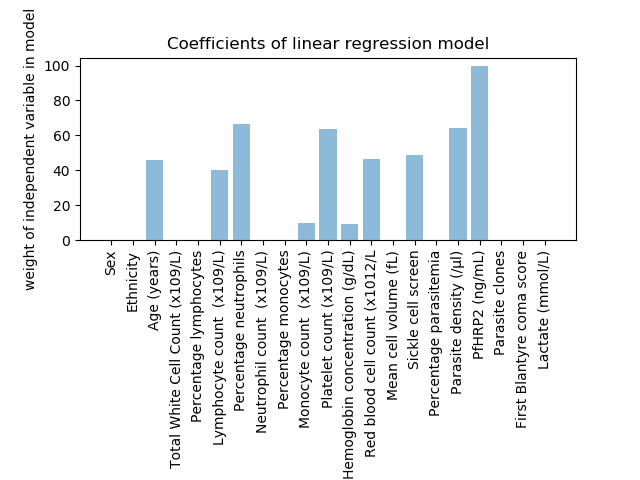 Coefficients of linear regression model
weight of independent variable in model
100
80
60
40
20
0
Sex
Ethnicity
Age (years)
Total White Cell Count (x109/L)
Percentage lymphocytes
Lymphocyte count  (x109/L)
Percentage neutrophils
Neutrophil count  (x109/L)
Percentage monocytes
Monocyte count  (x109/L)
Platelet count (x109/L)
Hemoglobin concentration (g/dL)
Red blood cell count (x1012/L
Mean cell volume (fL)
Sickle cell screen
Percentage parasitemia
Parasite density (/μl)
PfHRP2 (ng/mL)
Parasite clones
First Blantyre coma score
Lactate (mmol/L)